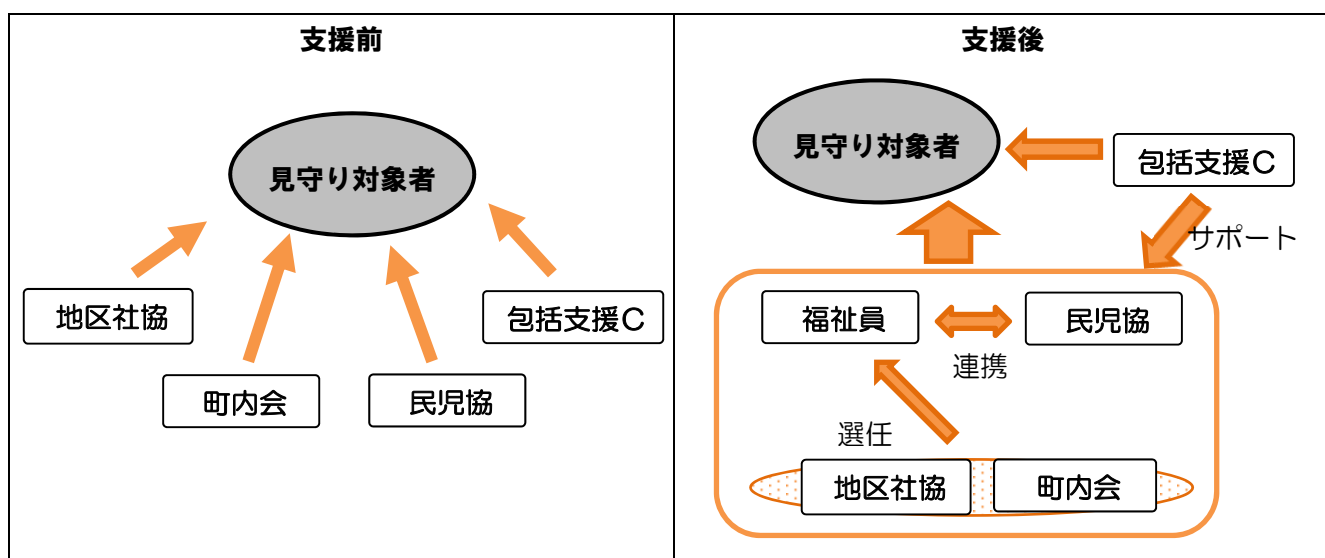 支援前
見守り対象者
地区社協
包括支援C
町内会
民児協
支援後
見守り対象者
包括支援C
サポート
福祉員
民児協
連携
選任
地区社協
町内会